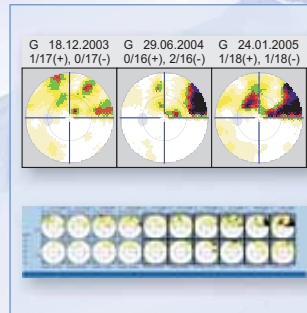 G 18.12.2003 G 29.06.2004 G 24.01.2005
1/17(+), 0/17(-) 0/16(+), 2/16(-) 1/18(+), 1/18(-)